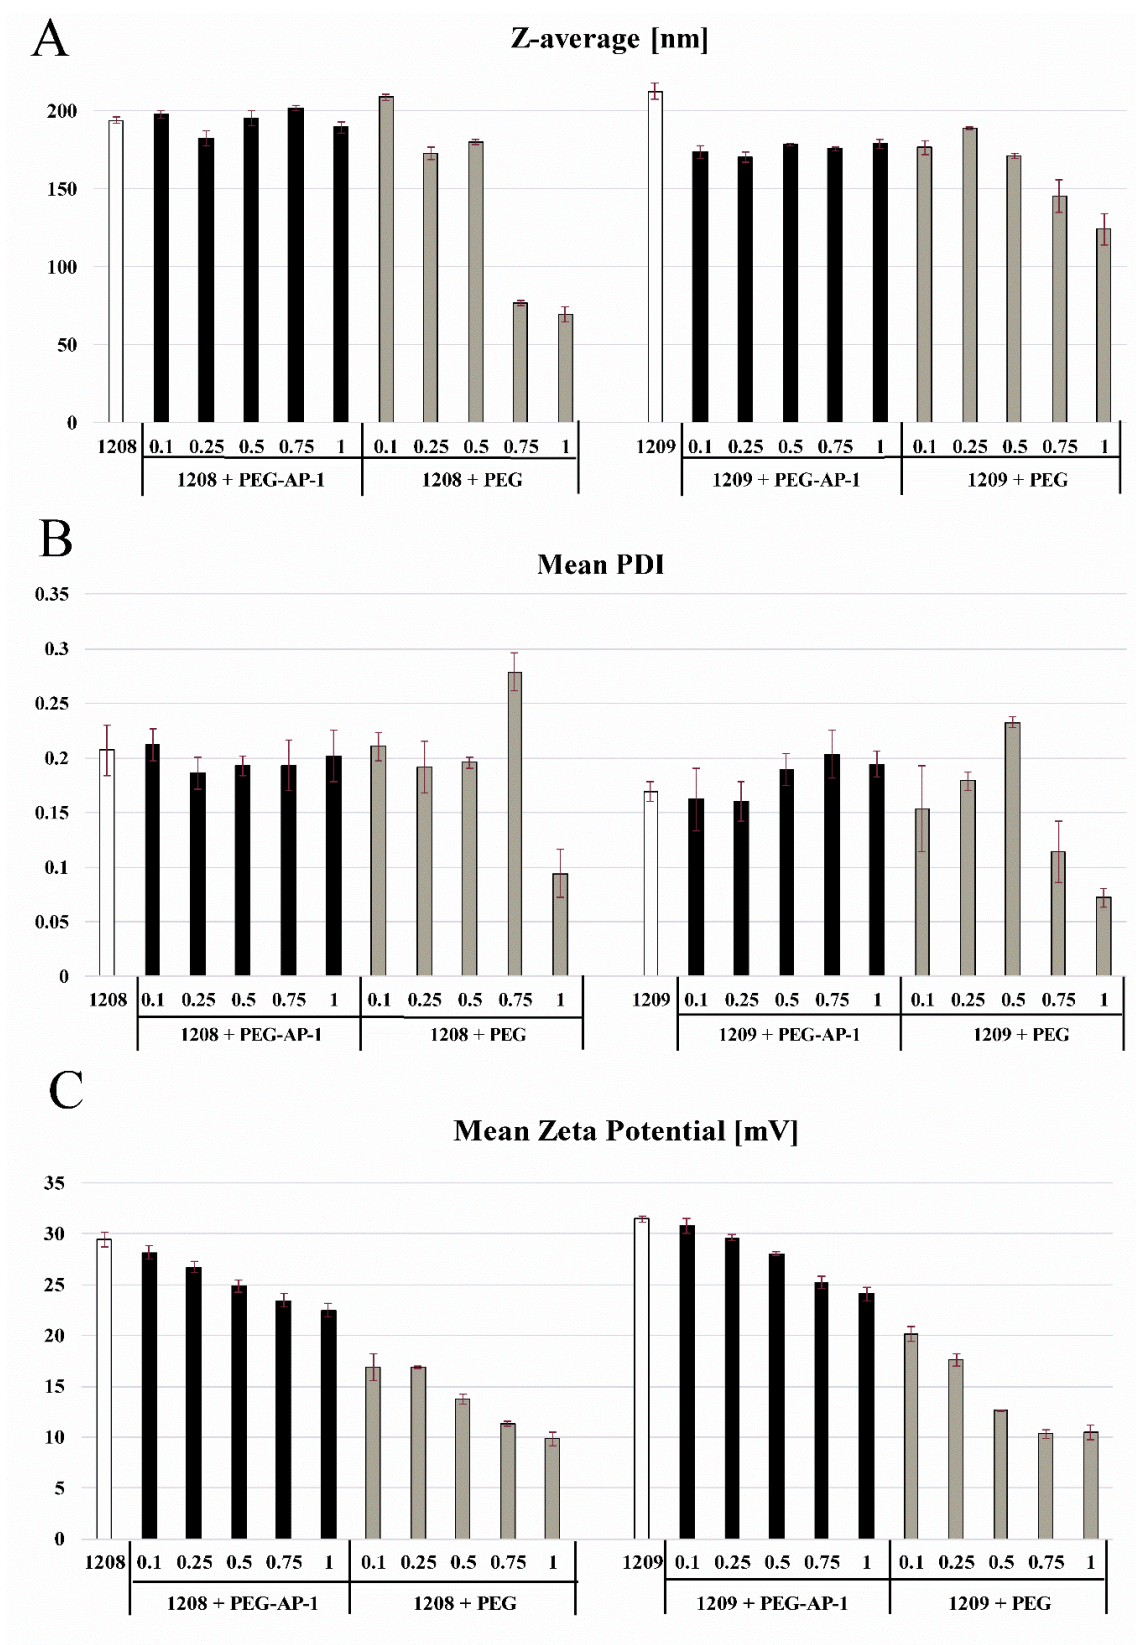 A
Z-average [nm]
200
150
100
50
0
1208 0.1 0.25 0.5 0.75 1 0.1 0.25 0.5 0.75 1 1209 0.1 0.25 0.5 0.75 1 0.1 0.25 0.5 0.75 1
1208 + PEG-AP-1 1208 + PEG 1209 + PEG-AP-1 1209 + PEG
B
Mean PDI
0.35
0.3
0.25
0.2
0.15
0.1
0.05
0
1208 0.1 0.25 0.5 0.75 1 0.1 0.25 0.5 0.75 1 1209 0.1 0.25 0.5 0.75 1 0.1 0.25 0.5 0.75 1
1208 + PEG-AP-1 1208 + PEG 1209 + PEG-AP-1 1209 + PEG
C
Mean Zeta Potential [mV]
35
30
25
20
15
10
5
0
1208 0.1 0.25 0.5 0.75 1 0.1 0.25 0.5 0.75 1 1209 0.1 0.25 0.5 0.75 1 0.1 0.25 0.5 0.75 1
1208 + PEG-AP-1 1208 + PEG 1209 + PEG-AP-1 1209 + PEG